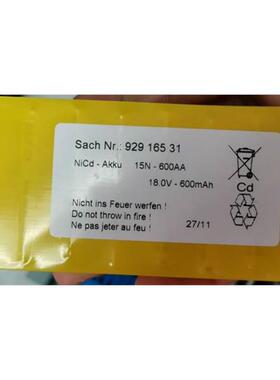 Sach Nr.: 929 165 31
NiCd - Akku 15N - 600AA
18.0V - 600mAh
Cd
Nicht ins Feuer werfen !
Do not throw in fire !
Ne pas jeter au feu !
27/11